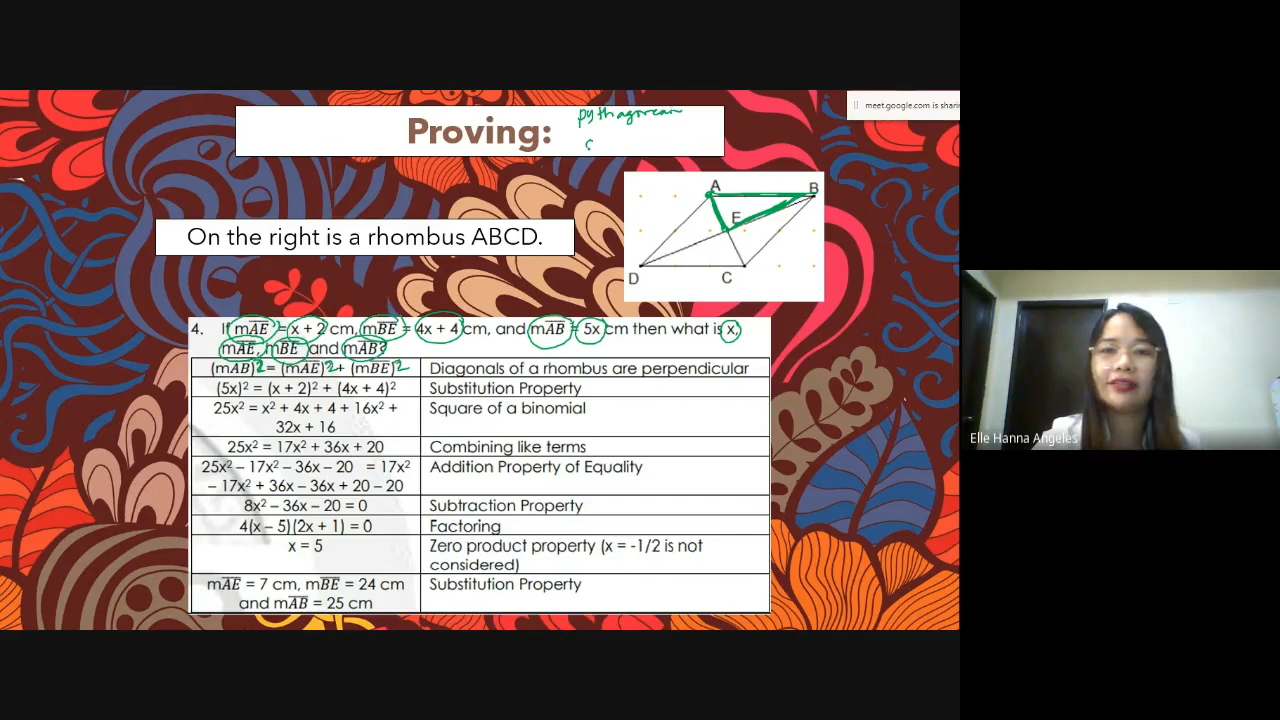 meet.google.com is sharin
pythagorean
Proving:
A
B
E
D
C
On the right is a rhombus ABCD.
4. If mAE = x + 2 cm, mBE = 4x + 4 cm, and mAB = 5x cm then what is x,
mAE, mBE and mAB?
(mAB)² = (mAE)² + (mBE)² Diagonals of a rhombus are perpendicular
(5x)² = (x + 2)² + (4x + 4)² Substitution Property
25x² = x² + 4x + 4 + 16x² + Square of a binomial
32x + 16
25x² = 17x² + 36x + 20 Combining like terms
25x² – 17x² – 36x – 20 = 17x² Addition Property of Equality
– 17x² + 36x – 36x + 20 – 20
8x² – 36x – 20 = 0 Subtraction Property
4(x – 5)(2x + 1) = 0 Factoring
x = 5 Zero product property (x = -1/2 is not
considered)
mAE = 7 cm, mBE = 24 cm Substitution Property
and mAB = 25 cm
Elle Hanna Angeles